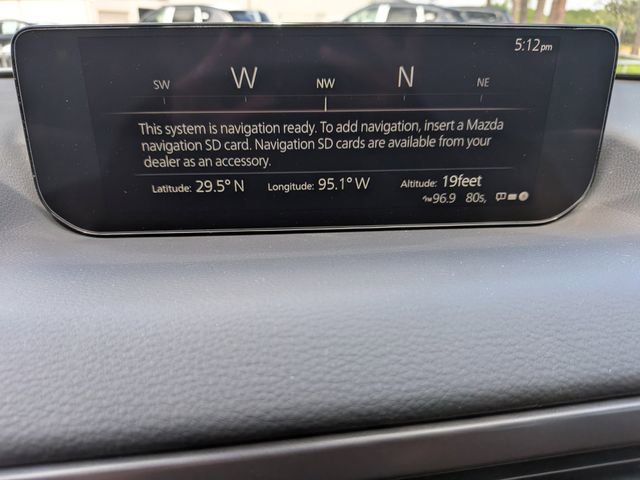 5:12pm
SW W NW N NE
This system is navigation ready. To add navigation, insert a Mazda
navigation SD card. Navigation SD cards are available from your
dealer as an accessory.
Latitude: 29.5°N Longitude: 95.1°W Altitude: 19feet
FM 96.9 80s,